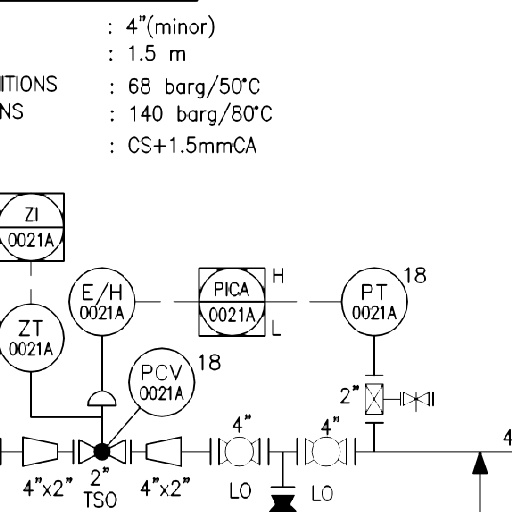 : 4"(minor)
: 1.5 m
ITIONS : 68 barg/50°C
NS : 140 barg/80°C
: CS+1.5mmCA
ZI
0021A
E/H
0021A
PICA
0021A
H
L
PT
0021A
18
ZT
0021A
PCV
0021A
18
2"
4"
4"
4
4"x2"
2"
TSO
4"x2"
LO
LO